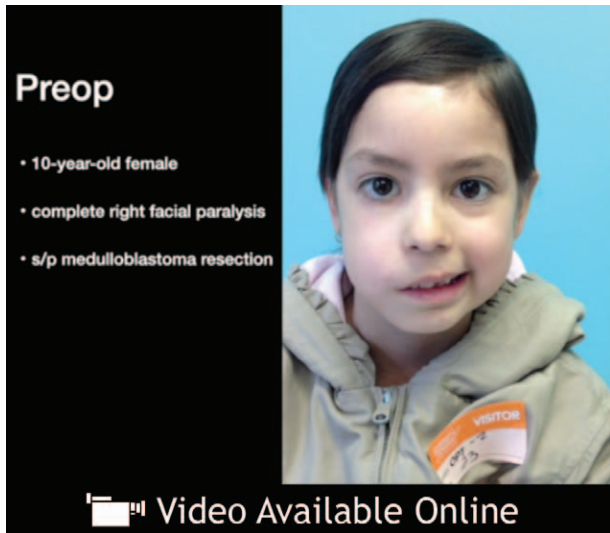 Preop
• 10-year-old female
• complete right facial paralysis
• s/p medulloblastoma resection
VISITOR
Video Available Online